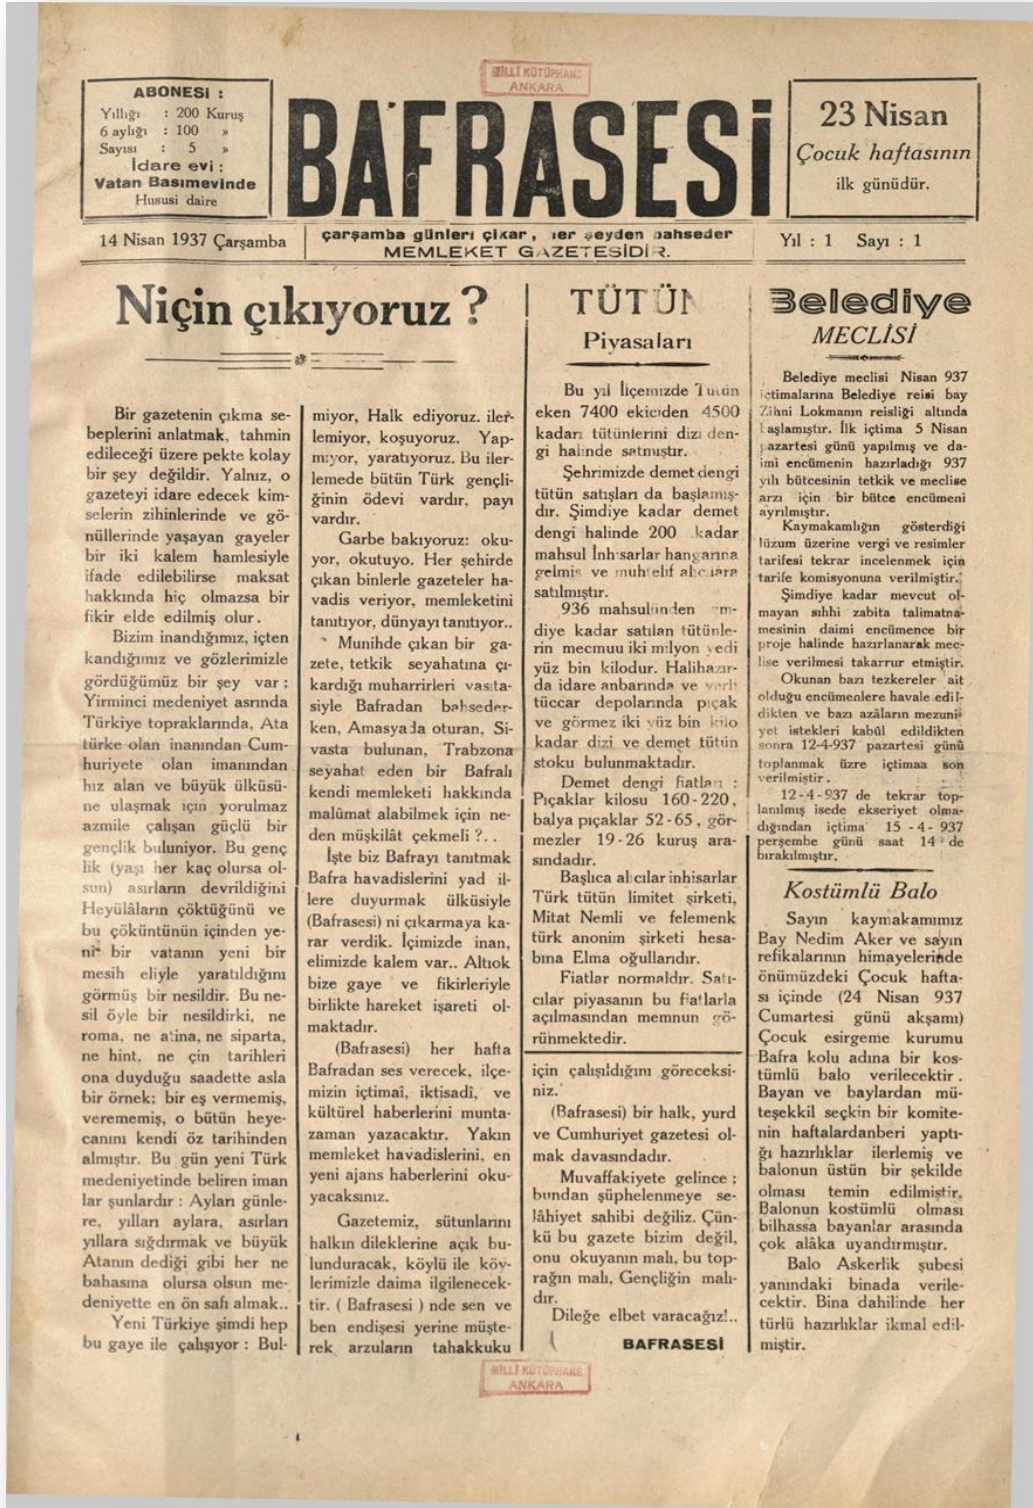 MİLLİ KÜTÜPHANE
ANKARA
ABONESİ :
Yıllığı : 200 Kuruş
6 aylığı : 100 »
Sayısı : 5 »
İdare evi :
Vatan Basımevinde
Hususi daire
BAFRASESİ
23 Nisan
Çocuk haftasının
ilk günüdür.
14 Nisan 1937 Çarşamba
çarşamba günleri çıkar, her şeyden bahseder
MEMLEKET GAZETESİDİR.
Yıl : 1 Sayı : 1
Niçin çıkıyoruz ?
Bir gazetenin çıkma se-
beplerini anlatmak, tahmin
edileceği üzere pekte kolay
bir şey değildir. Yalnız, o
gazeteyi idare edecek kim-
selerin zihinlerinde ve gö-
nüllerinde yaşayan gayeler
bir iki kalem hamlesiyle
ifade edilebilirse maksat
hakkında hiç olmazsa bir
fikir elde edilmiş olur.
Bizim inandığımız, içten
kandığımız ve gözlerimizle
gördüğümüz bir şey var :
Yirminci medeniyet asrında
Türkiye topraklarında, Ata
türke olan inanından Cum-
huriyete olan imanından
hız alan ve büyük ülküsü-
ne ulaşmak için yorulmaz
azmile çalışan güçlü bir
gençlik buluniyor. Bu genç
lik (yaşı her kaç olursa ol-
sun) asırların devrildiğini
Heyülâların çöktüğünü ve
bu çöküntünün içinden ye-
ni bir vatanın yeni bir
mesih eliyle yaratıldığını
görmüş bir nesildir. Bu ne-
sil öyle bir nesildirki, ne
roma, ne atina, ne siparta,
ne hint, ne çin tarihleri
ona duyduğu saadette asla
bir örnek; bir eş vermemiş,
verememiş, o bütün heye-
canını kendi öz tarihinden
almıştır. Bu gün yeni Türk
medeniyetinde beliren iman
lar şunlardır : Ayları günle-
re, yılları aylara, asırları
yıllara sığdırmak ve büyük
Atanın dediği gibi her ne
bahasına olursa olsun me-
deniyette en ön safı almak..
Yeni Türkiye şimdi hep
bu gaye ile çalışıyor : Bul-
miyor, Halk ediyoruz. iler-
lemiyor, koşuyoruz. Yap-
mıyor, yaratıyoruz. Bu iler-
lemede bütün Türk gençli-
ğinin ödevi vardır, payı
vardır.
Garbe bakıyoruz: oku-
yor, okutuyo. Her şehirde
çıkan binlerle gazeteler ha-
vadis veriyor, memleketini
tanıtıyor, dünyayı tanıtıyor..
Munihde çıkan bir ga-
zete, tetkik seyahatına çı-
kardığı muharrirleri vasıta-
siyle Bafradan bahseder-
ken, Amasyada oturan, Si-
vasta bulunan, Trabzona
seyahat eden bir Bafralı
kendi memleketi hakkında
malûmat alabilmek için ne-
den müşkilât çekmeli ?..
İşte biz Bafrayı tanıtmak
Bafra havadislerini yad il-
lere duyurmak ülküsiyle
(Bafrasesi) ni çıkarmaya ka-
rar verdik. İçimizde inan,
elimizde kalem var.. Altıok
bize gaye ve fikirleriyle
birlikte hareket işareti ol-
maktadır.
(Bafrasesi) her hafta
Bafradan ses verecek, ilçe-
mizin içtimaî, iktisadî, ve
kültürel haberlerini munta-
zaman yazacaktır. Yakın
memleket havadislerini, en
yeni ajans haberlerini oku-
yacaksınız.
Gazetemiz, sütunlarını
halkın dileklerine açık bu-
lunduracak, köylü ile köy-
lerimizle daima ilgilenecek-
tir. ( Bafrasesi ) nde sen ve
ben endişesi yerine müşte-
rek arzuların tahakkuku
TÜTÜN
Piyasaları
Bu yıl İlçemizde Tütün
eken 7400 ekiciden 4500
kadarı tütünlerini dizi den-
gi halinde satmıştır.
Şehrimizde demet dengi
tütün satışları da başlamış-
dır. Şimdiye kadar demet
dengi halinde 200 kadar
mahsul İnhisarlar hangarına
gelmiş ve muhtelif alıcılara
satılmıştır.
936 mahsulünden şim-
diye kadar satılan tütünle-
rin mecmuu iki milyon yedi
yüz bin kilodur. Halihazır-
da idare anbarında ve yerli
tüccar depolarında pıçak
ve görmez iki yüz bin kilo
kadar dizi ve demet tütün
stoku bulunmaktadır.
Demet dengi fiatları :
Pıçaklar kilosu 160-220,
balya pıçaklar 52-65, gör-
mezler 19-26 kuruş ara-
sındadır.
Başlıca alıcılar inhisarlar
Türk tütün limitet şirketi,
Mitat Nemli ve felemenk
türk anonim şirketi hesa-
bına Elma oğullarıdır.
Fiatlar normaldır. Satı-
cılar piyasanın bu fiatlarla
açılmasından memnun gö-
rünmektedir.
için çalışıldığını göreceksi-
niz.
(Bafrasesi) bir halk, yurd
ve Cumhuriyet gazetesi ol-
mak davasındadır.
Muvaffakiyete gelince ;
bundan şüphelenmeye se-
lâhiyet sahibi değiliz. Çün-
kü bu gazete bizim değil,
onu okuyanın malı, bu top-
rağın malı, Gençliğin malı-
dır.
Dileğe elbet varacağız!..
BAFRASESİ
Belediye
MECLİSİ
Belediye meclisi Nisan 937
içtimalarına Belediye reisi bay
Zihni Lokmanın reisliği altında
başlamıştır. İlk içtima 5 Nisan
pazartesi günü yapılmış ve da-
imi encümenin hazırladığı 937
yılı bütcesinin tetkik ve meclise
arzı için bir bütce encümeni
ayrılmıştır.
Kaymakamlığın gösterdiği
lüzum üzerine vergi ve resimler
tarifesi tekrar incelenmek için
tarife komisyonuna verilmiştir.
Şimdiye kadar mevcut ol-
mayan sıhhi zabita talimatna-
mesinin daimi encümence bir
proje halinde hazırlanarak mec-
lise verilmesi takarrur etmiştir.
Okunan bazı tezkereler ait
olduğu encümenlere havale edil-
dikten ve bazı azâların mezuni-
yet istekleri kabûl edildikten
sonra 12-4-937 pazartesi günü
toplanmak üzre içtimaa son
verilmiştir.
12-4-937 de tekrar top-
lanılmış isede ekseriyet olma-
dığından içtima 15 -4- 937
perşembe günü saat 14 de
bırakılmıştır.
Kostümlü Balo
Sayın kaymakamımız
Bay Nedim Aker ve sayın
refikalarının himayelerinde
önümüzdeki Çocuk hafta-
sı içinde (24 Nisan 937
Cumartesi günü akşamı)
Çocuk esirgeme kurumu
Bafra kolu adına bir kos-
tümlü balo verilecektir.
Bayan ve baylardan mü-
teşekkil seçkin bir komite-
nin haftalardanberi yaptı-
ğı hazırlıklar ilerlemiş ve
balonun üstün bir şekilde
olması temin edilmiştir.
Balonun kostümlü olması
bilhassa bayanlar arasında
çok alâka uyandırmıştır.
Balo Askerlik şubesi
yanındaki binada verile-
cektir. Bina dahilinde her
türlü hazırlıklar ikmal edil-
miştir.
MİLLİ KÜTÜPHANE
ANKARA